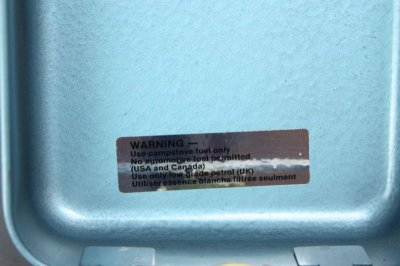 WARNING —
Use campstove fuel only
No automotive fuel permitted
(USA and Canada)
Use only low grade petrol (UK)
Utiliser essence blanche filtrée seulment